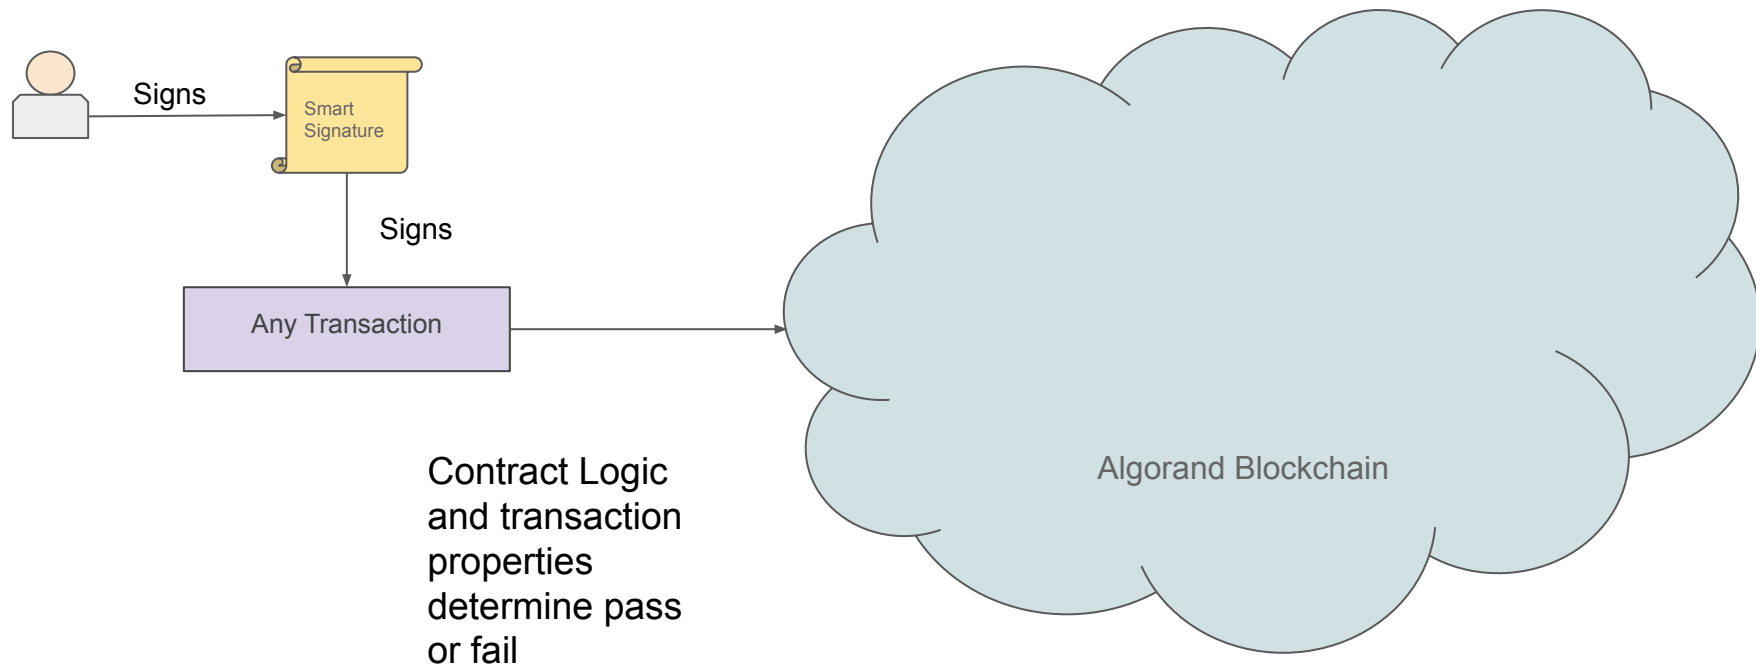 Signs
Smart
Signature
Signs
Any Transaction
Contract Logic
and transaction
properties
determine pass
or fail
Algorand Blockchain